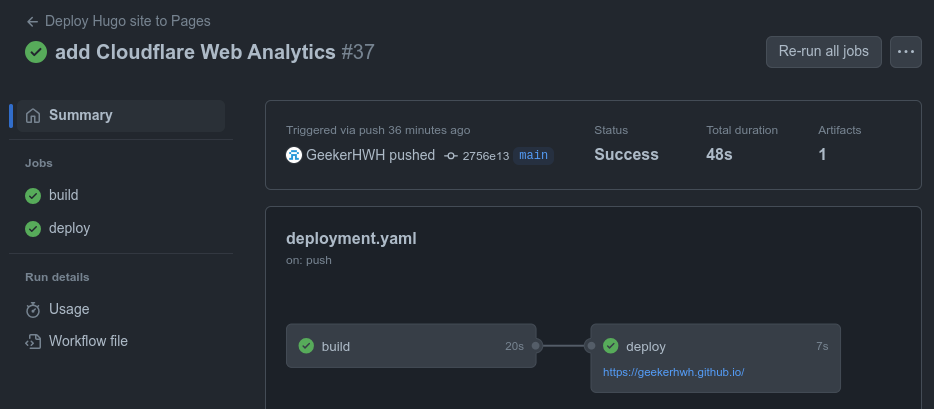 Deploy Hugo site to Pages
add Cloudflare Web Analytics #37
Re-run all jobs
Summary
Jobs
build
deploy
Run details
Usage
Workflow file
Triggered via push 36 minutes ago
GeekerHWH pushed 2756e13 main
Status
Success
Total duration
48s
Artifacts
1
deployment.yaml
on: push
build 20s
deploy 7s
https://geekerhwh.github.io/